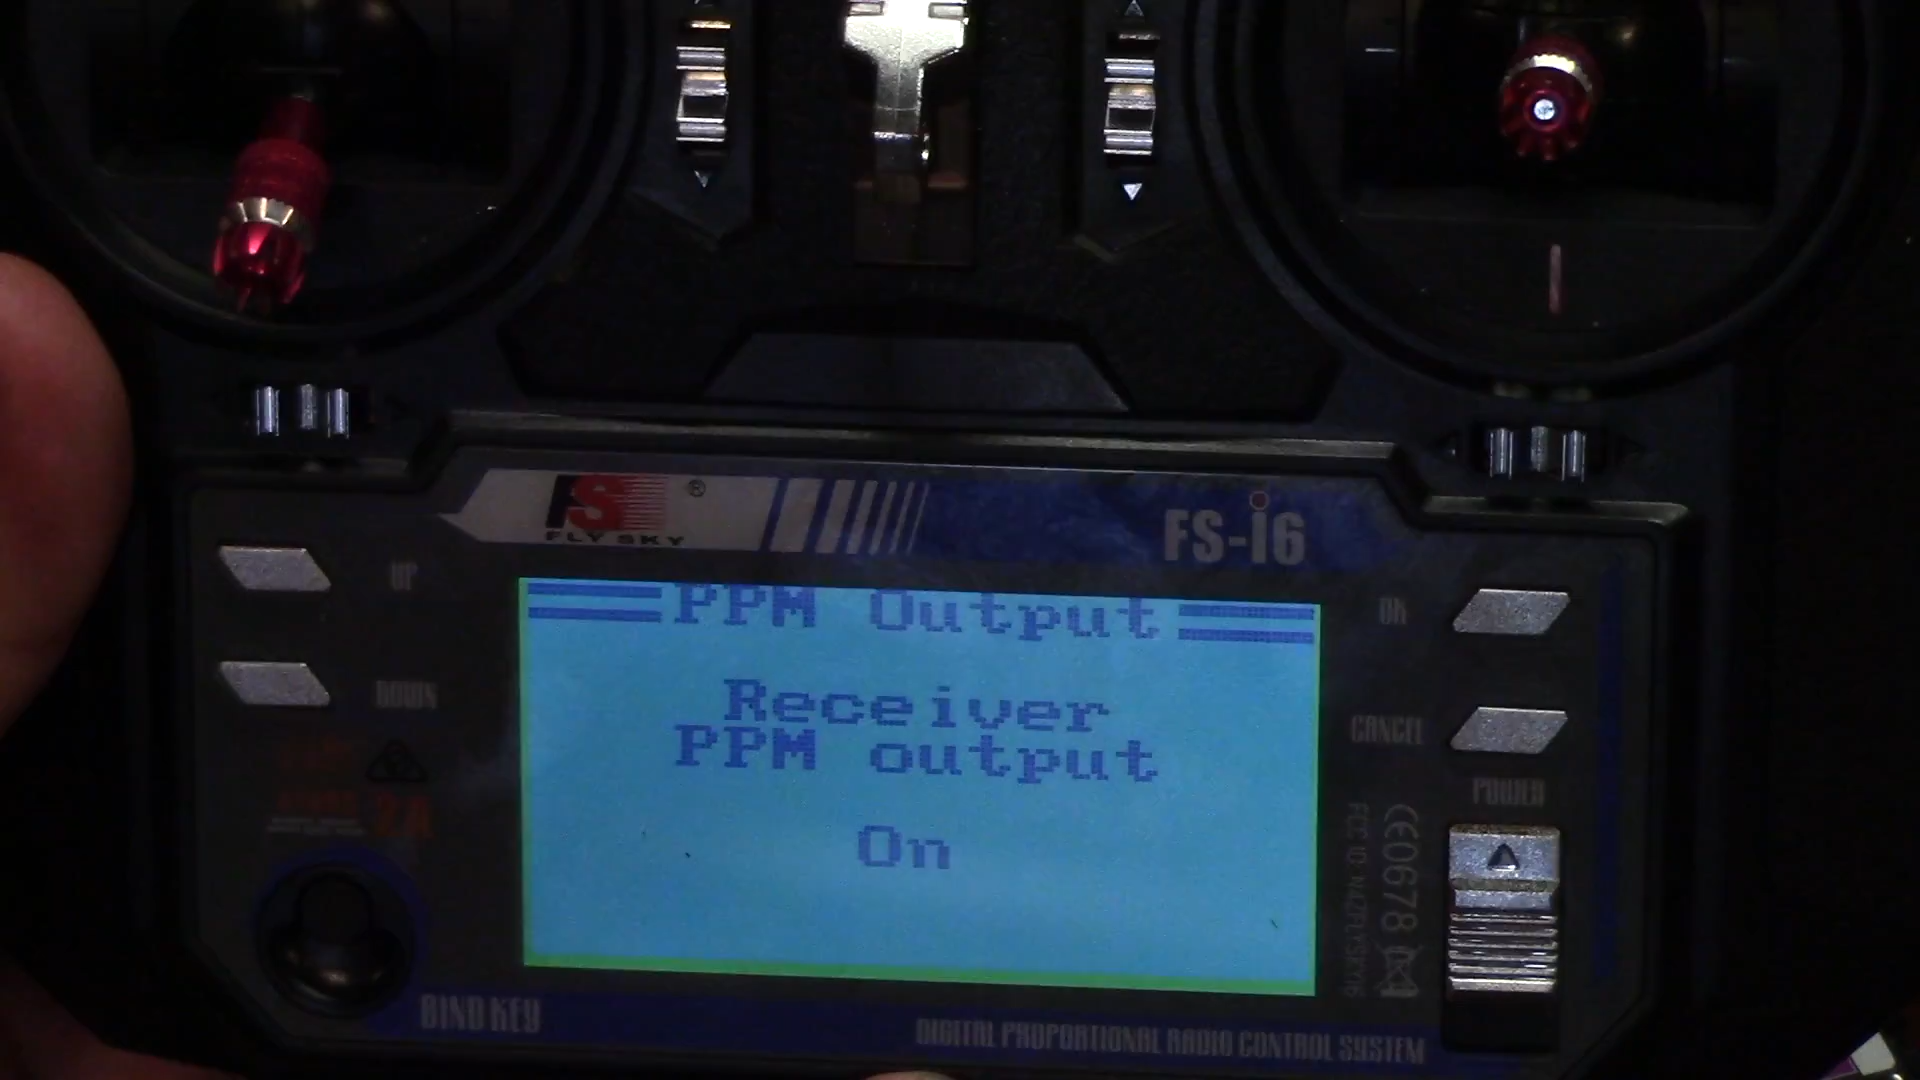 FS ®
FLY SKY
FS-i6
UP
OK
PPM Output
Receiver
PPM output
On
DOWN
CANCEL
POWER
CE0678
BIND KEY
DIGITAL PROPORTIONAL RADIO CONTROL SYSTEM